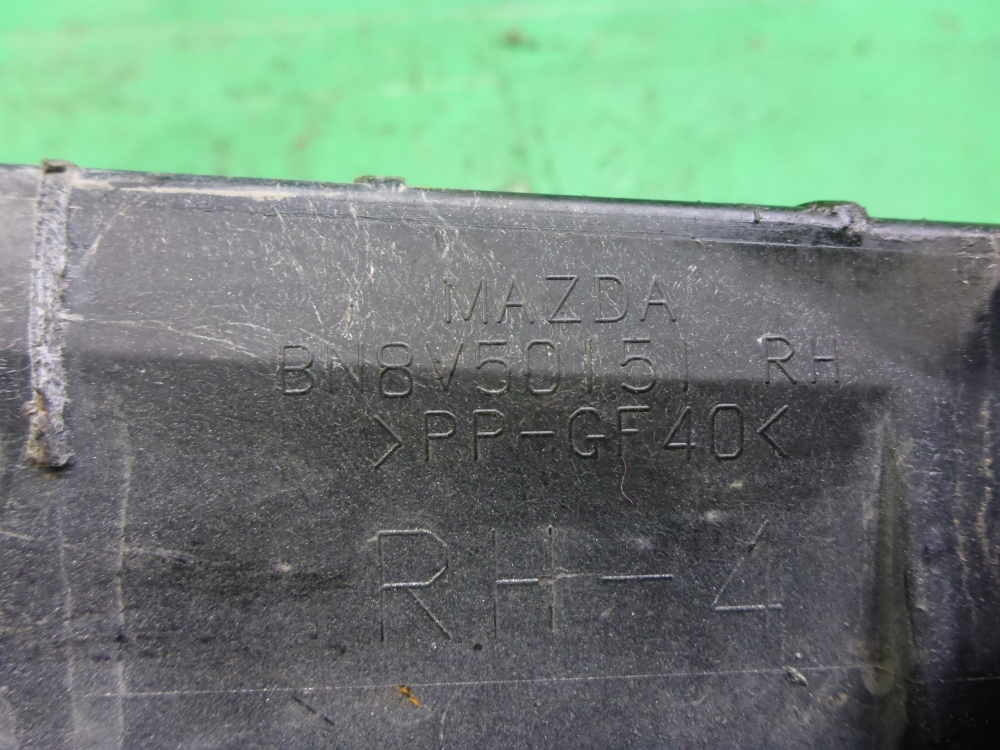 MAZDA
BN8V50151 RH
>PP-GF40<
RH-4